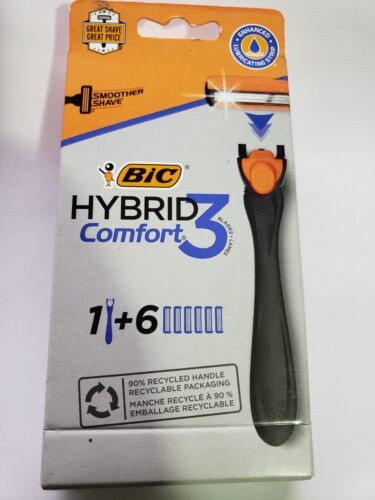 GREAT SHAVE
GREAT PRICE
ENHANCED
LUBRICATING STRIP
SMOOTHER
SHAVE
BiC
HYBRID 3
Comfort®
BLADES • LAMES
1 + 6
90% RECYCLED HANDLE
RECYCLABLE PACKAGING
MANCHE RECYCLÉ À 90 %
EMBALLAGE RECYCLABLE